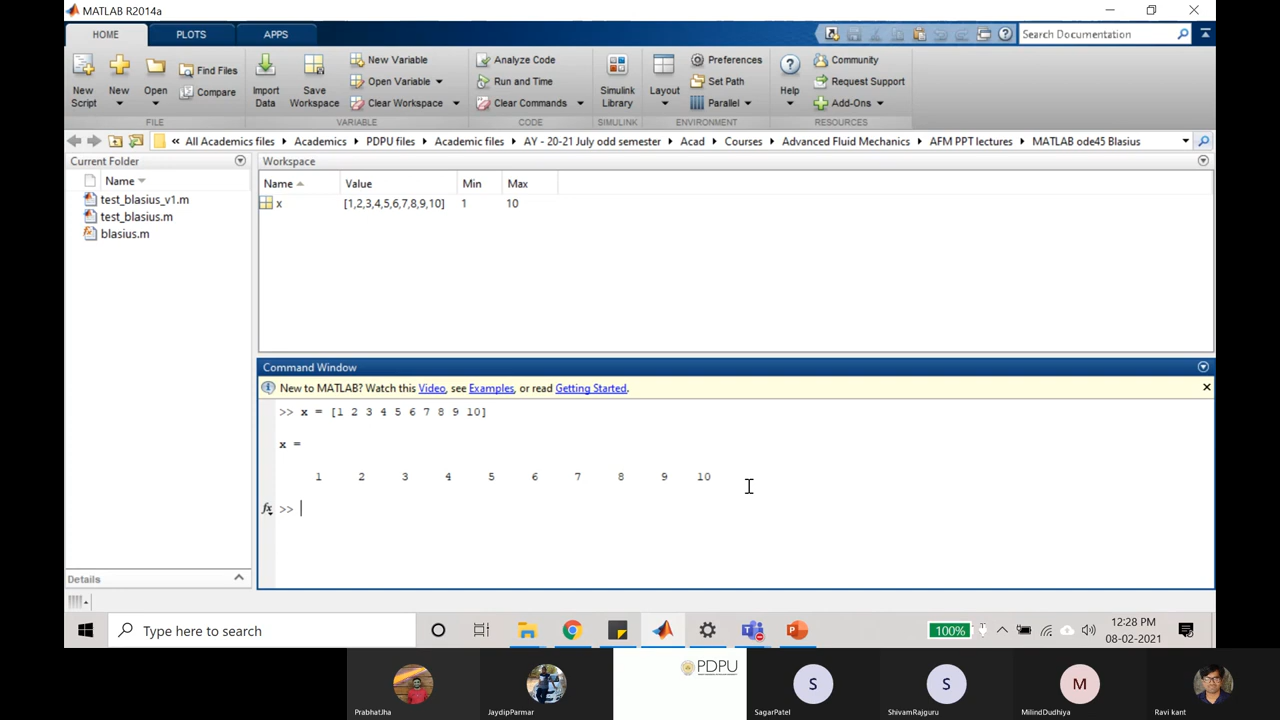 MATLAB R2014a
HOME PLOTS APPS
Search Documentation
New Script
New
Open
Find Files
Compare
Import Data
Save Workspace
New Variable
Open Variable
Clear Workspace
Analyze Code
Run and Time
Clear Commands
Simulink Library
Layout
Preferences
Set Path
Parallel
Help
Community
Request Support
Add-Ons
FILE VARIABLE CODE SIMULINK ENVIRONMENT RESOURCES
« All Academics files Academics PDPU files Academic files AY - 20-21 July odd semester Acad Courses Advanced Fluid Mechanics AFM PPT lectures MATLAB ode45 Blasius
Current Folder
Name
test_blasius_v1.m
test_blasius.m
blasius.m
Details
Workspace
Name Value Min Max
x [1,2,3,4,5,6,7,8,9,10] 1 10
Command Window
New to MATLAB? Watch this Video, see Examples, or read Getting Started.
>> x = [1 2 3 4 5 6 7 8 9 10]
x =
1 2 3 4 5 6 7 8 9 10
fx >>
Type here to search
100%
12:28 PM
08-02-2021
PDPU
PrabhatJha
JaydipParmar
S
SagarPatel
S
ShivamRajguru
M
MilindDudhiya
Ravi kant